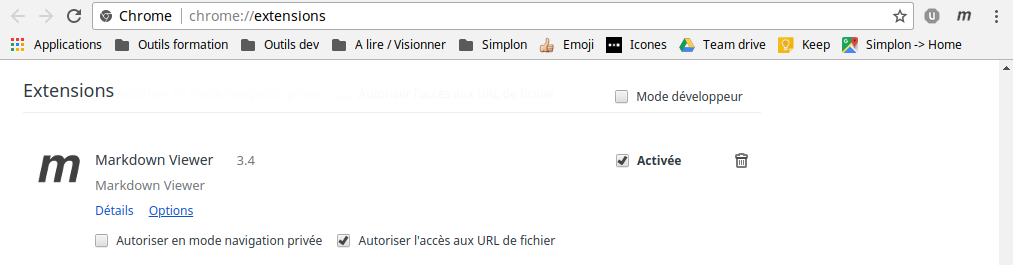 Chrome chrome://extensions m
Applications Outils formation Outils dev A lire / Visionner Simplon Emoji Icones Team drive Keep Simplon -> Home
Extensions
Mode développeur
m Markdown Viewer 3.4 Activée
Markdown Viewer
Détails Options
Autoriser en mode navigation privée Autoriser l'accès aux URL de fichier